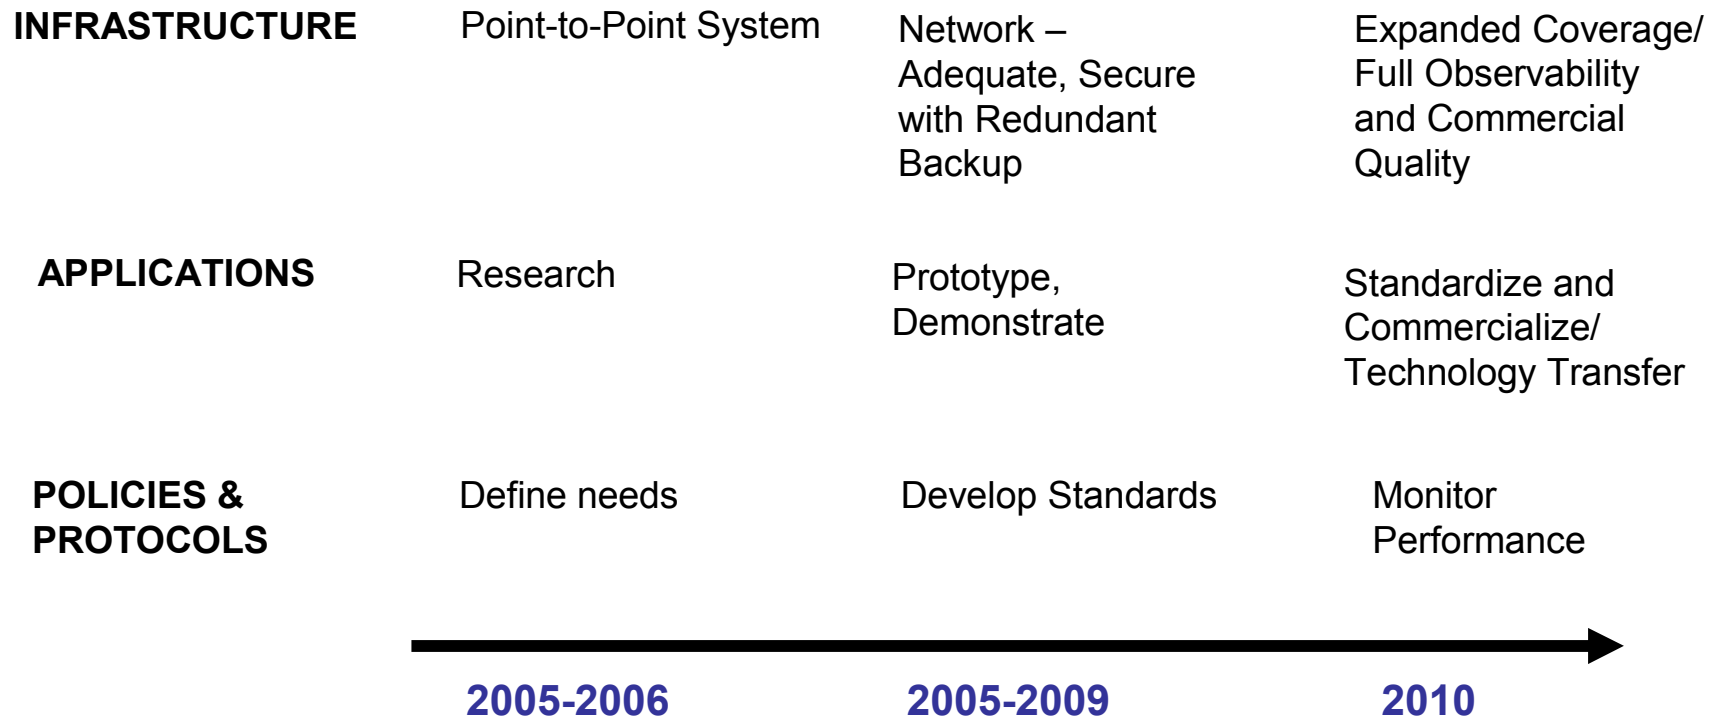 INFRASTRUCTURE
Point-to-Point System
Network –
Adequate, Secure
with Redundant
Backup
Expanded Coverage/
Full Observability
and Commercial
Quality
APPLICATIONS
Research
Prototype,
Demonstrate
Standardize and
Commercialize/
Technology Transfer
POLICIES &
PROTOCOLS
Define needs
Develop Standards
Monitor
Performance
2005-2006
2005-2009
2010